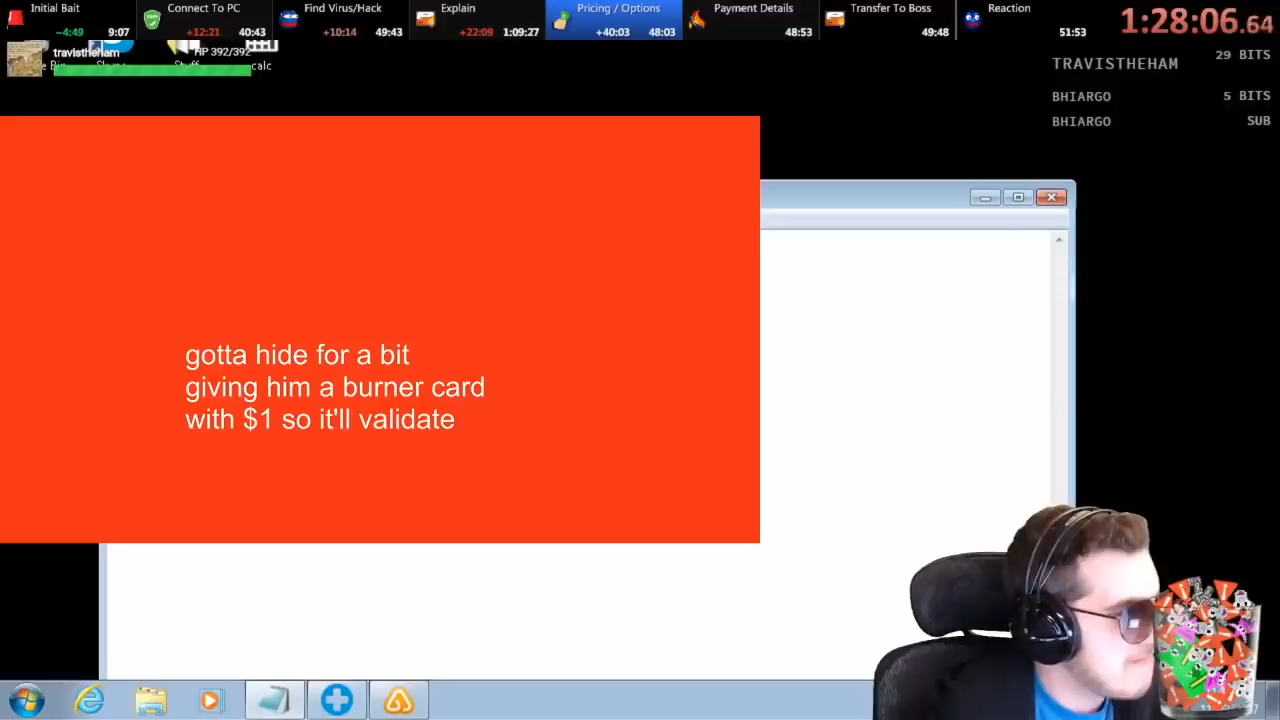 Initial Bait
-4:49 9:07
Connect To PC
+12:21 40:43
Find Virus/Hack
+10:14 49:43
Explain
+22:09 1:09:27
Pricing / Options
+40:03 48:03
Payment Details
48:53
Transfer To Boss
49:48
Reaction
51:53
1:28:06.64
travistheham HP 392/392
calc
TRAVISTHEHAM 29 BITS
BHIARGO 5 BITS
BHIARGO SUB
gotta hide for a bit
giving him a burner card
with $1 so it'll validate